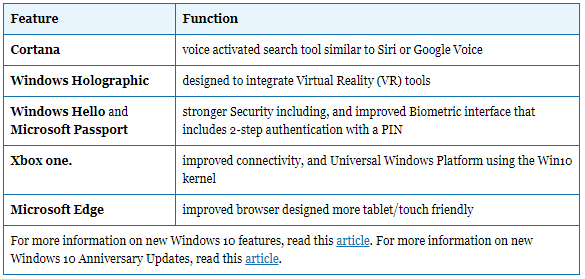 Feature Function
Cortana voice activated search tool similar to Siri or Google Voice
Windows Holographic designed to integrate Virtual Reality (VR) tools
Windows Hello and stronger Security including, and improved Biometric interface that
Microsoft Passport includes 2-step authentication with a PIN
Xbox one. improved connectivity, and Universal Windows Platform using the Win10
kernel
Microsoft Edge improved browser designed more tablet/touch friendly
For more information on new Windows 10 features, read this article. For more information on new
Windows 10 Anniversary Updates, read this article.